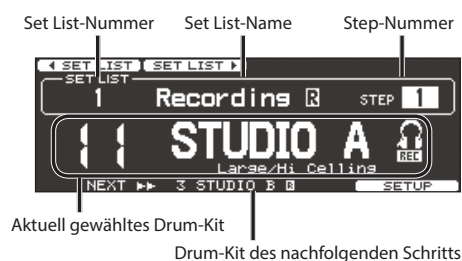 Set List-Nummer Set List-Name Step-Nummer
SET LIST SET LIST
SET LIST
1 Recording R STEP 1
11 STUDIO A REC
Large/Hi Celling
NEXT 3 STUDIO B R SETUP
Aktuell gewähltes Drum-Kit
Drum-Kit des nachfolgenden Schritts